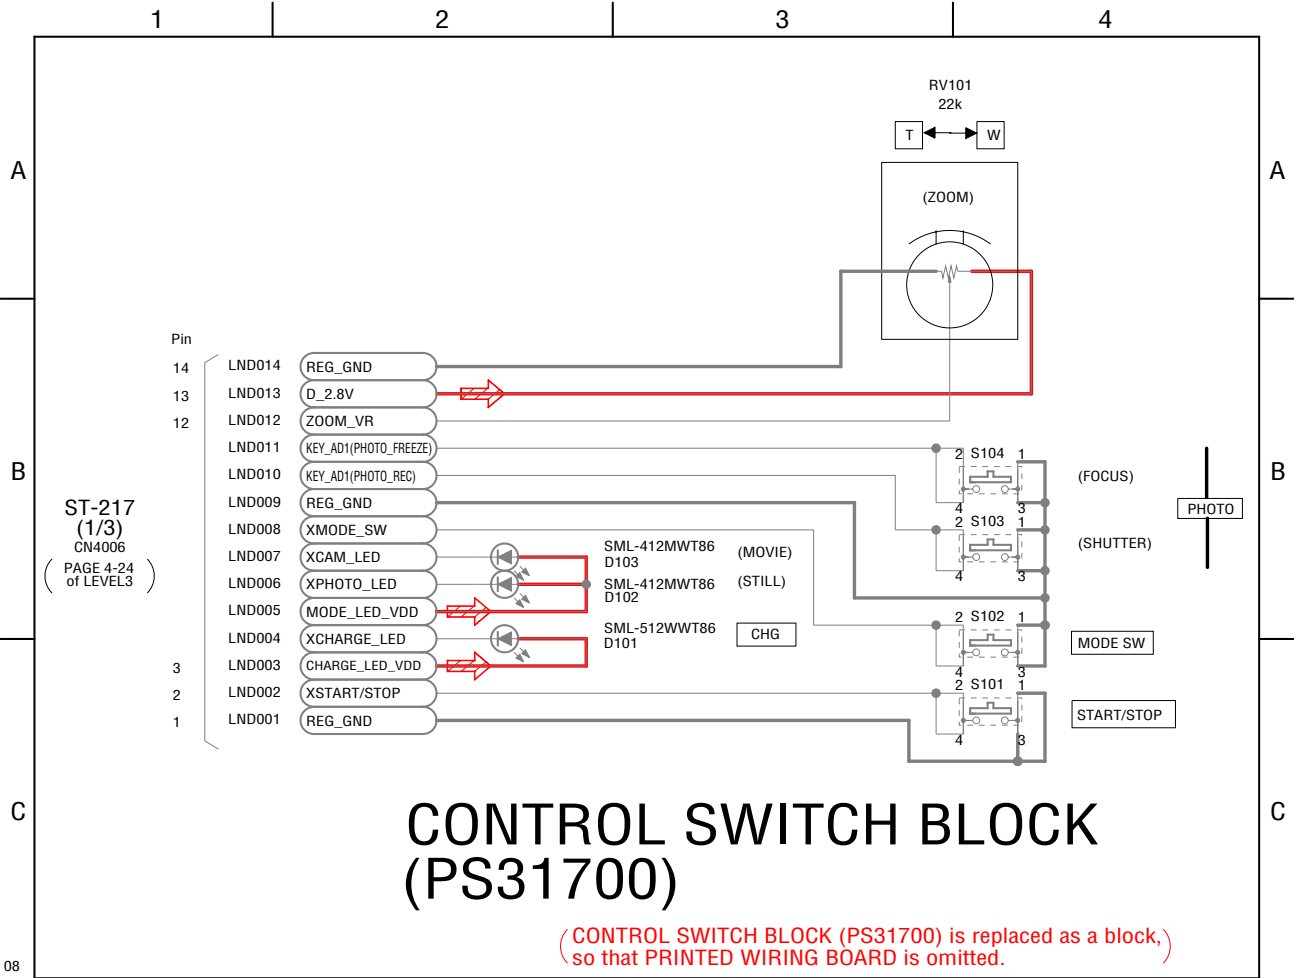 1 2 3 4
RV101
22k
T W
A A
(ZOOM)
Pin
14 LND014 REG_GND
13 LND013 D_2.8V
12 LND012 ZOOM_VR
LND011 KEY_AD1(PHOTO_FREEZE)
2 S104 1
B B
LND010 KEY_AD1(PHOTO_REC)
(FOCUS)
LND009 REG_GND
4 3
PHOTO
ST-217
(1/3)
CN4006
PAGE 4-24
of LEVEL3
LND008 XMODE_SW
2 S103 1
(SHUTTER)
LND007 XCAM_LED
SML-412MWT86 (MOVIE)
D103
4 3
LND006 XPHOTO_LED
SML-412MWT86 (STILL)
D102
LND005 MODE_LED_VDD
2 S102 1
LND004 XCHARGE_LED
SML-512WWT86 CHG
D101
MODE SW
3 LND003 CHARGE_LED_VDD
4 3
2 LND002 XSTART/STOP
2 S101 1
1 LND001 REG_GND
START/STOP
4 3
C C
CONTROL SWITCH BLOCK
(PS31700)
CONTROL SWITCH BLOCK (PS31700) is replaced as a block,
so that PRINTED WIRING BOARD is omitted.
08